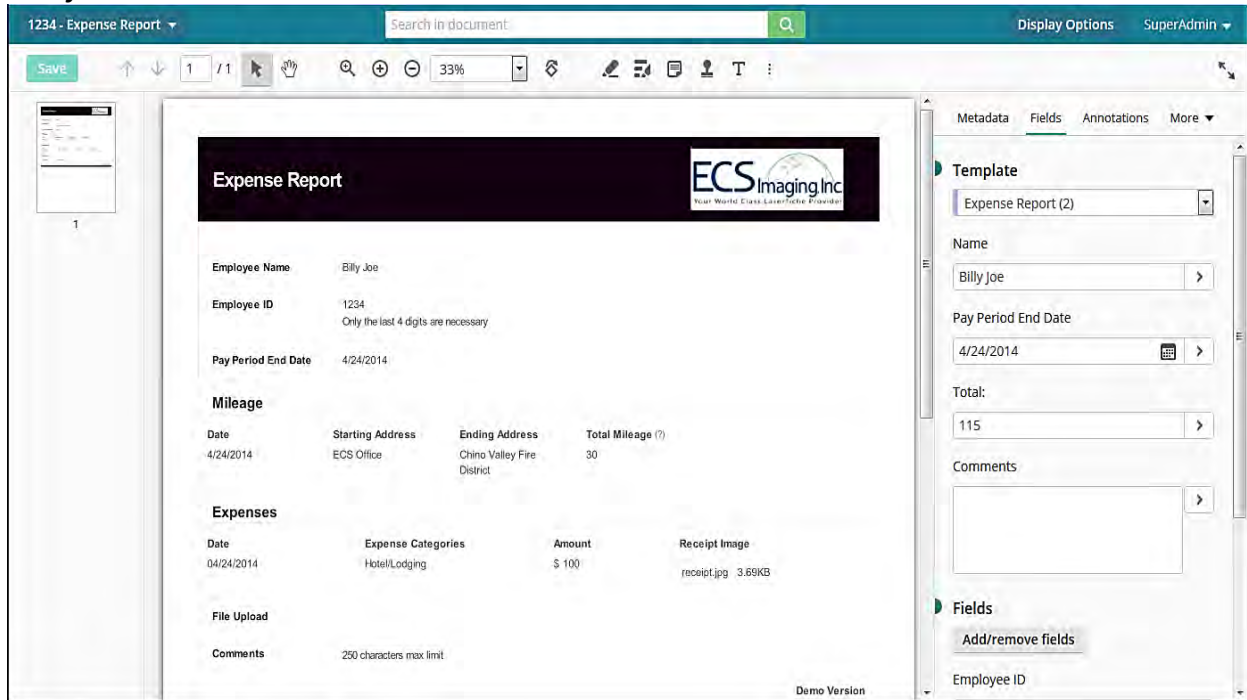 1234 - Expense Report
Search in document
Display Options
SuperAdmin
Save
1 /1
33%
T
Metadata Fields Annotations More
1
Expense Report
ECS Imaging,Inc
Your World Class Laserfiche Provider
Employee Name Billy Joe
Employee ID 1234
Only the last 4 digits are necessary
Pay Period End Date 4/24/2014
Mileage
Date Starting Address Ending Address Total Mileage (?)
4/24/2014 ECS Office Chino Valley Fire 30
District
Expenses
Date Expense Categories Amount Receipt Image
04/24/2014 Hotel/Lodging $ 100 receipt.jpg 3.69KB
File Upload
Comments 250 characters max limit
Demo Version
Template
Expense Report (2)
Name
Billy Joe
Pay Period End Date
4/24/2014
Total:
115
Comments
Fields
Add/remove fields
Employee ID